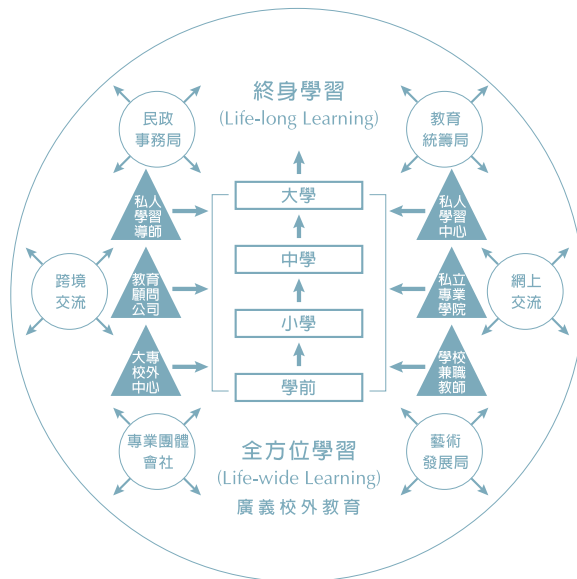 終身學習
(Life-long Learning)
民政
事務局
教育
統籌局
私人
學習
導師
大學
私人
學習
中心
跨境
交流
教育
顧問
公司
中學
私立
專業
學院
網上
交流
小學
大專
校外
中心
學前
學校
兼職
教師
專業團體
會社
全方位學習
(Life-wide Learning)
廣義校外教育
藝術
發展局